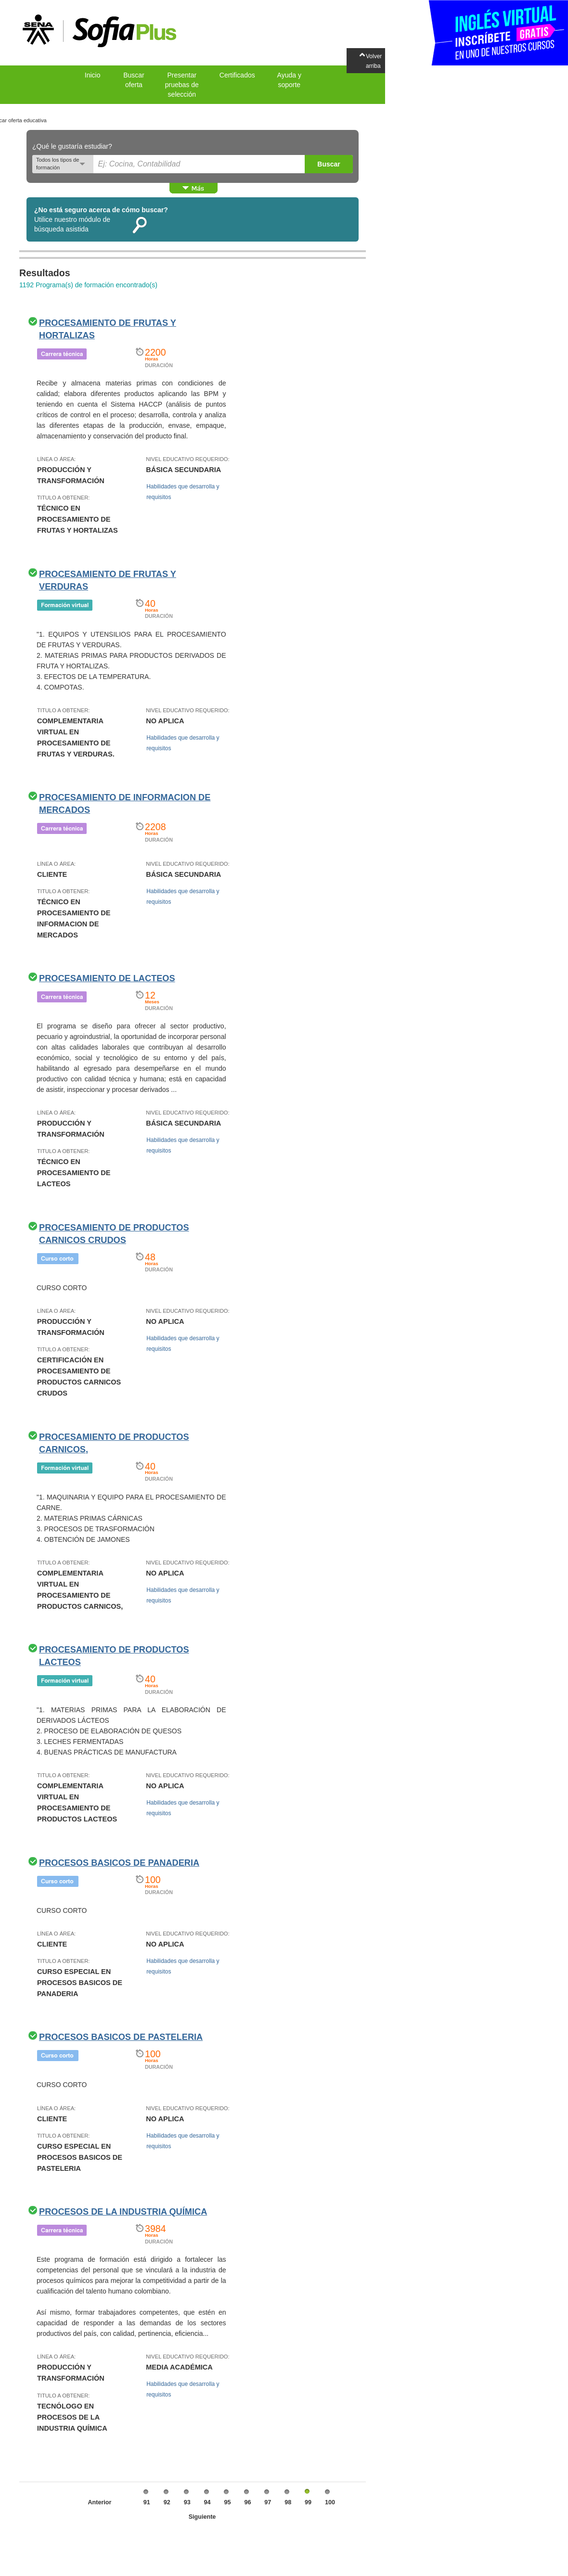 SENA
SofiaPlus
INGLÉS VIRTUAL
INSCRÍBETE GRATIS
EN UNO DE NUESTROS CURSOS
Volver
arriba
Inicio
Buscar
oferta
Presentar
pruebas de
selección
Certificados
Ayuda y
soporte
car oferta educativa
¿Qué le gustaría estudiar?
Todos los tipos de
formación
Ej: Cocina, Contabilidad
Buscar
Más
¿No está seguro acerca de cómo buscar?
Utilice nuestro módulo de
búsqueda asistida
Resultados
1192 Programa(s) de formación encontrado(s)
PROCESAMIENTO DE FRUTAS Y
HORTALIZAS
Carrera técnica
2200
Horas
DURACIÓN
Recibe y almacena materias primas con condiciones de
calidad; elabora diferentes productos aplicando las BPM y
teniendo en cuenta el Sistema HACCP (análisis de puntos
críticos de control en el proceso; desarrolla, controla y analiza
las diferentes etapas de la producción, envase, empaque,
almacenamiento y conservación del producto final.
LÍNEA O ÁREA:
PRODUCCIÓN Y
TRANSFORMACIÓN
NIVEL EDUCATIVO REQUERIDO:
BÁSICA SECUNDARIA
Habilidades que desarrolla y
requisitos
TITULO A OBTENER:
TÉCNICO EN
PROCESAMIENTO DE
FRUTAS Y HORTALIZAS
PROCESAMIENTO DE FRUTAS Y
VERDURAS
Formación virtual
40
Horas
DURACIÓN
"1. EQUIPOS Y UTENSILIOS PARA EL PROCESAMIENTO
DE FRUTAS Y VERDURAS.
2. MATERIAS PRIMAS PARA PRODUCTOS DERIVADOS DE
FRUTA Y HORTALIZAS.
3. EFECTOS DE LA TEMPERATURA.
4. COMPOTAS.
TITULO A OBTENER:
COMPLEMENTARIA
VIRTUAL EN
PROCESAMIENTO DE
FRUTAS Y VERDURAS.
NIVEL EDUCATIVO REQUERIDO:
NO APLICA
Habilidades que desarrolla y
requisitos
PROCESAMIENTO DE INFORMACION DE
MERCADOS
Carrera técnica
2208
Horas
DURACIÓN
LÍNEA O ÁREA:
CLIENTE
NIVEL EDUCATIVO REQUERIDO:
BÁSICA SECUNDARIA
Habilidades que desarrolla y
requisitos
TITULO A OBTENER:
TÉCNICO EN
PROCESAMIENTO DE
INFORMACION DE
MERCADOS
PROCESAMIENTO DE LACTEOS
Carrera técnica
12
Meses
DURACIÓN
El programa se diseño para ofrecer al sector productivo,
pecuario y agroindustrial, la oportunidad de incorporar personal
con altas calidades laborales que contribuyan al desarrollo
económico, social y tecnológico de su entorno y del país,
habilitando al egresado para desempeñarse en el mundo
productivo con calidad técnica y humana; está en capacidad
de asistir, inspeccionar y procesar derivados ...
LÍNEA O ÁREA:
PRODUCCIÓN Y
TRANSFORMACIÓN
NIVEL EDUCATIVO REQUERIDO:
BÁSICA SECUNDARIA
Habilidades que desarrolla y
requisitos
TITULO A OBTENER:
TÉCNICO EN
PROCESAMIENTO DE
LACTEOS
PROCESAMIENTO DE PRODUCTOS
CARNICOS CRUDOS
Curso corto
48
Horas
DURACIÓN
CURSO CORTO
LÍNEA O ÁREA:
PRODUCCIÓN Y
TRANSFORMACIÓN
NIVEL EDUCATIVO REQUERIDO:
NO APLICA
Habilidades que desarrolla y
requisitos
TITULO A OBTENER:
CERTIFICACIÓN EN
PROCESAMIENTO DE
PRODUCTOS CARNICOS
CRUDOS
PROCESAMIENTO DE PRODUCTOS
CARNICOS,
Formación virtual
40
Horas
DURACIÓN
"1. MAQUINARIA Y EQUIPO PARA EL PROCESAMIENTO DE
CARNE.
2. MATERIAS PRIMAS CÁRNICAS
3. PROCESOS DE TRASFORMACIÓN
4. OBTENCIÓN DE JAMONES
TITULO A OBTENER:
COMPLEMENTARIA
VIRTUAL EN
PROCESAMIENTO DE
PRODUCTOS CARNICOS,
NIVEL EDUCATIVO REQUERIDO:
NO APLICA
Habilidades que desarrolla y
requisitos
PROCESAMIENTO DE PRODUCTOS
LACTEOS
Formación virtual
40
Horas
DURACIÓN
"1. MATERIAS PRIMAS PARA LA ELABORACIÓN DE
DERIVADOS LÁCTEOS
2. PROCESO DE ELABORACIÓN DE QUESOS
3. LECHES FERMENTADAS
4. BUENAS PRÁCTICAS DE MANUFACTURA
TITULO A OBTENER:
COMPLEMENTARIA
VIRTUAL EN
PROCESAMIENTO DE
PRODUCTOS LACTEOS
NIVEL EDUCATIVO REQUERIDO:
NO APLICA
Habilidades que desarrolla y
requisitos
PROCESOS BASICOS DE PANADERIA
Curso corto
100
Horas
DURACIÓN
CURSO CORTO
LÍNEA O ÁREA:
CLIENTE
NIVEL EDUCATIVO REQUERIDO:
NO APLICA
Habilidades que desarrolla y
requisitos
TITULO A OBTENER:
CURSO ESPECIAL EN
PROCESOS BASICOS DE
PANADERIA
PROCESOS BASICOS DE PASTELERIA
Curso corto
100
Horas
DURACIÓN
CURSO CORTO
LÍNEA O ÁREA:
CLIENTE
NIVEL EDUCATIVO REQUERIDO:
NO APLICA
Habilidades que desarrolla y
requisitos
TITULO A OBTENER:
CURSO ESPECIAL EN
PROCESOS BASICOS DE
PASTELERIA
PROCESOS DE LA INDUSTRIA QUÍMICA
Carrera técnica
3984
Horas
DURACIÓN
Este programa de formación está dirigido a fortalecer las
competencias del personal que se vinculará a la industria de
procesos químicos para mejorar la competitividad a partir de la
cualificación del talento humano colombiano.
Así mismo, formar trabajadores competentes, que estén en
capacidad de responder a las demandas de los sectores
productivos del país, con calidad, pertinencia, eficiencia...
LÍNEA O ÁREA:
PRODUCCIÓN Y
TRANSFORMACIÓN
NIVEL EDUCATIVO REQUERIDO:
MEDIA ACADÉMICA
Habilidades que desarrolla y
requisitos
TITULO A OBTENER:
TECNÓLOGO EN
PROCESOS DE LA
INDUSTRIA QUÍMICA
Anterior 91 92 93 94 95 96 97 98 99 100
Siguiente